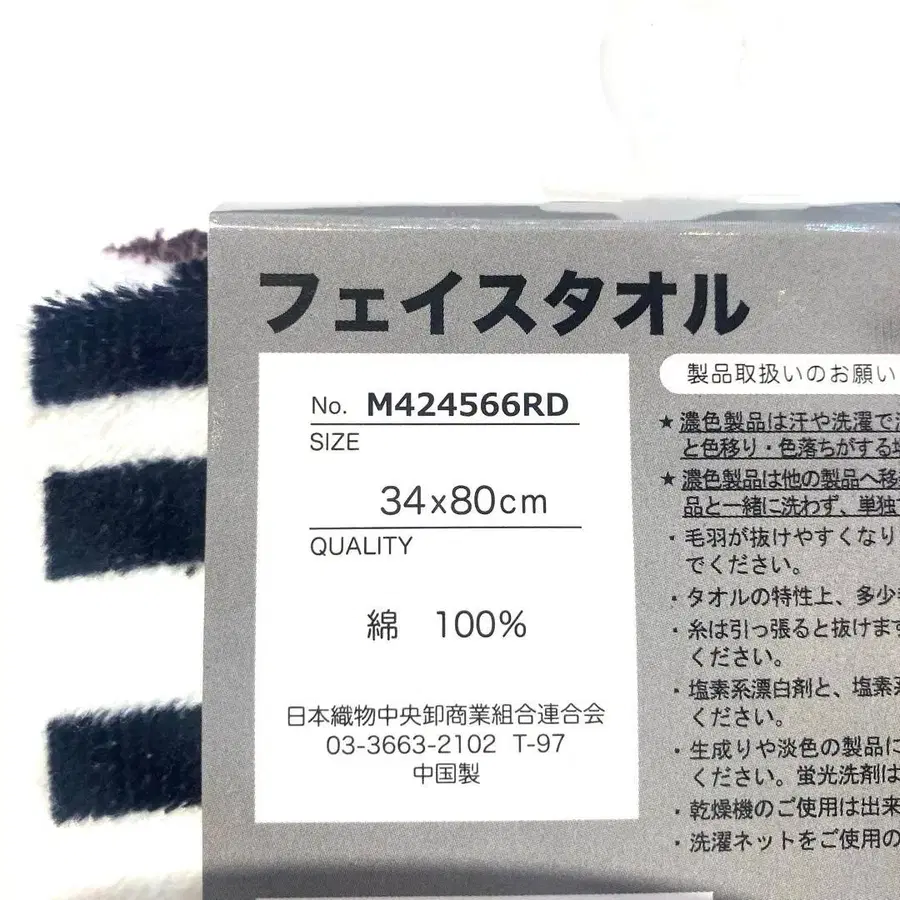 フェイスタオル
No. M424566RD
SIZE
34x80cm
QUALITY
綿 100%
日本織物中央卸商業組合連合会
03-3663-2102 T-97
中国製
製品取扱いのお願い
★濃色製品は汗や洗濯で
と色移り・色落ちがする
★濃色製品は他の製品へ移
品と一緒に洗わず、単独
・毛羽が抜けやすくなり
でください。
・タオルの特性上、多少
・糸は引っ張ると抜けます
ください。
・塩素系漂白剤と、塩素系
ください。
・生成りや淡色の製品に
ください。蛍光洗剤は
・乾燥機のご使用は出来
・洗濯ネットをご使用の